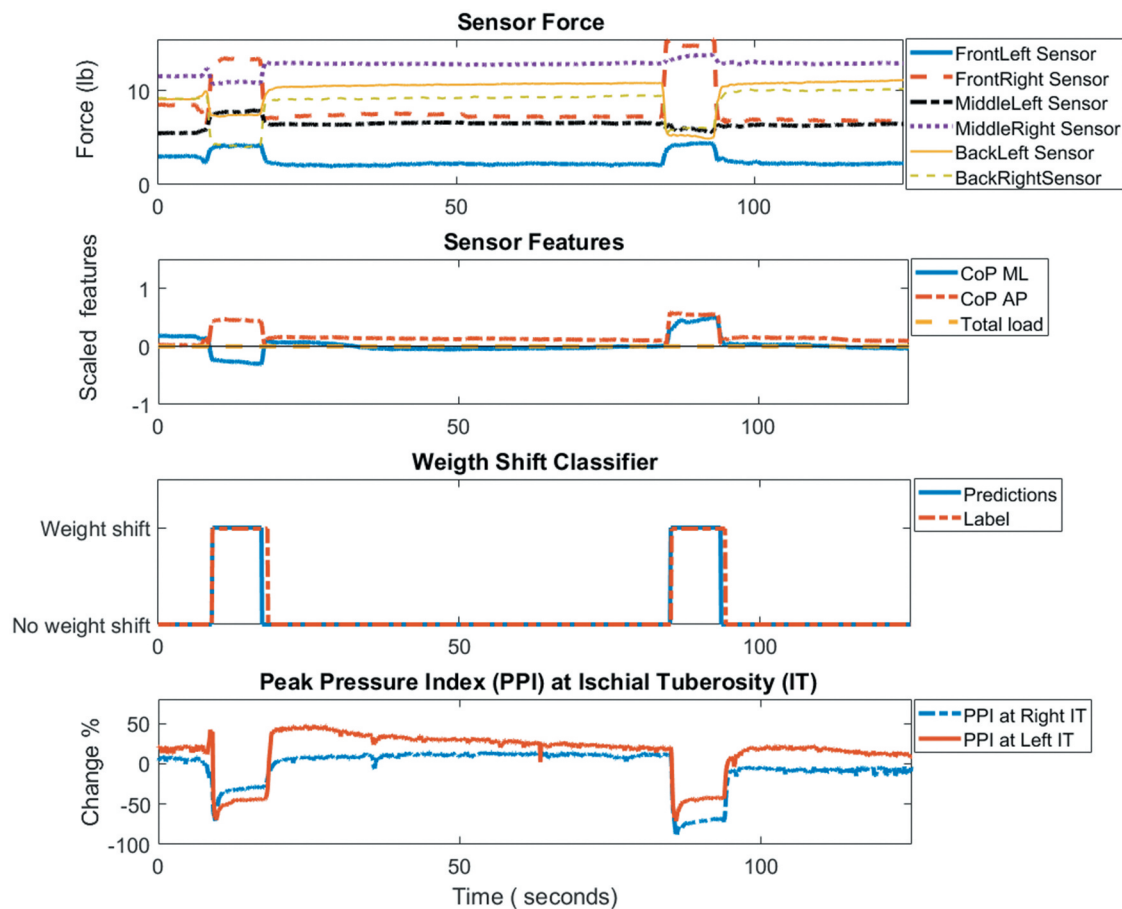 Sensor Force
Force (lb)
10
0
0
50
100
FrontLeft Sensor
FrontRight Sensor
MiddleLeft Sensor
MiddleRight Sensor
BackLeft Sensor
BackRightSensor
Sensor Features
Scaled features
1
0
-1
0
50
100
CoP ML
CoP AP
Total load
Weigth Shift Classifier
Weight shift
No weight shift
0
50
100
Predictions
Label
Peak Pressure Index (PPI) at Ischial Tuberosity (IT)
Change %
50
0
-50
-100
0
50
100
Time ( seconds)
PPI at Right IT
PPI at Left IT